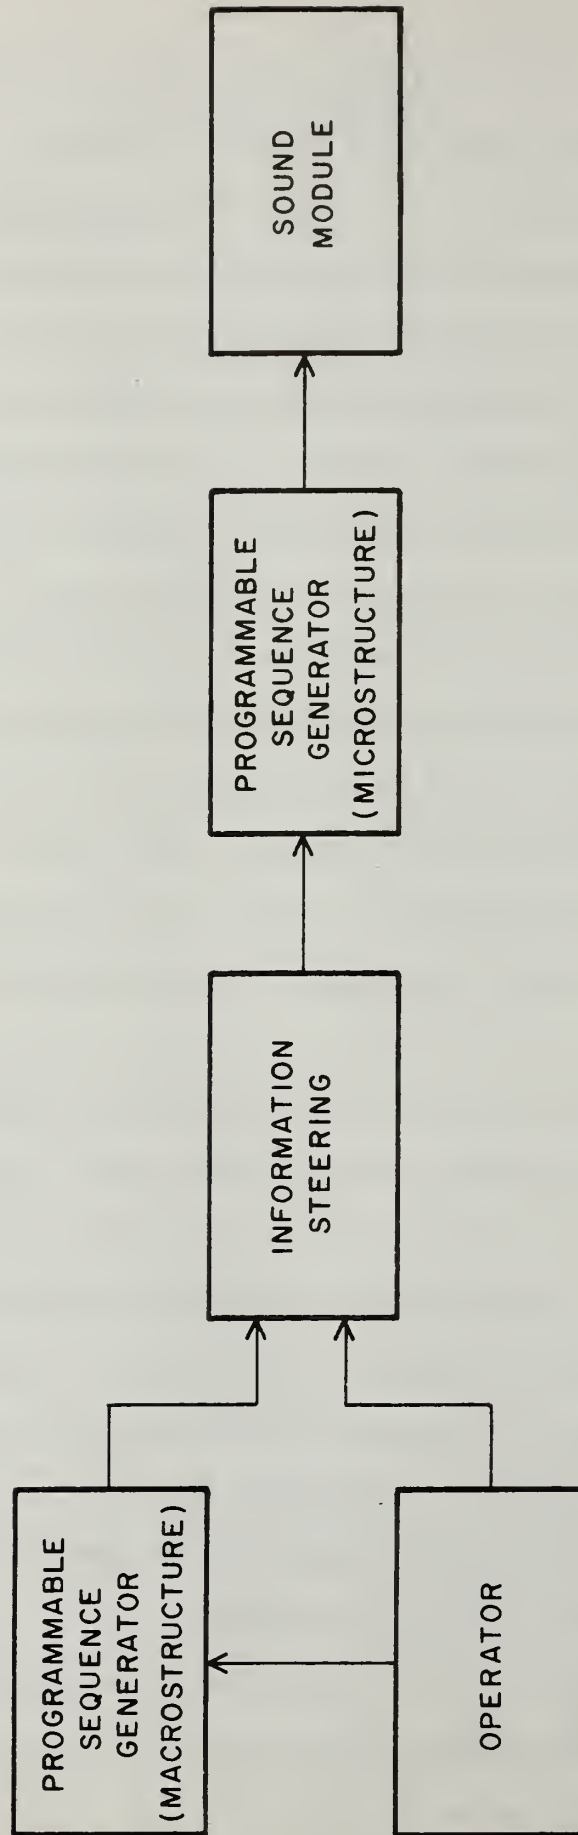 PROGRAMMABLE
SEQUENCE
GENERATOR
(MACROSTRUCTURE)
OPERATOR
INFORMATION
STEERING
PROGRAMMABLE
SEQUENCE
GENERATOR
(MICROSTRUCTURE)
SOUND
MODULE